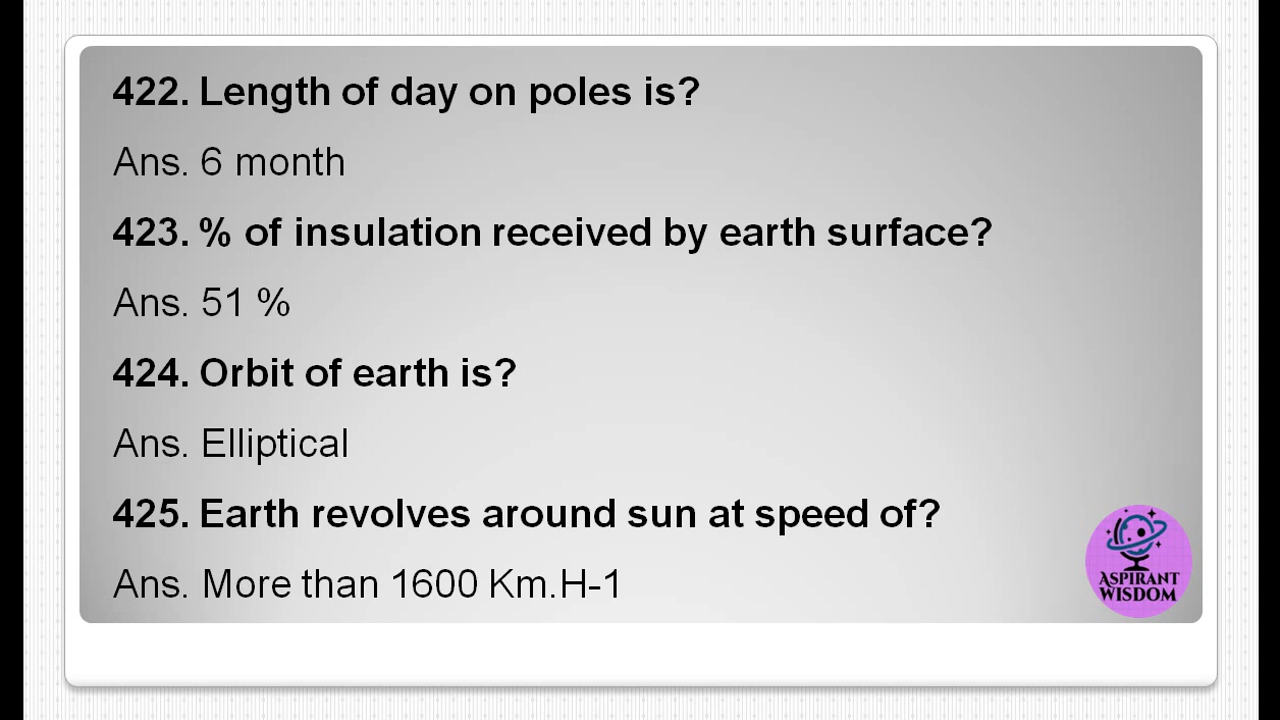 422. Length of day on poles is?
Ans. 6 month
423. % of insulation received by earth surface?
Ans. 51 %
424. Orbit of earth is?
Ans. Elliptical
425. Earth revolves around sun at speed of?
Ans. More than 1600 Km.H-1
ASPIRANT
WISDOM